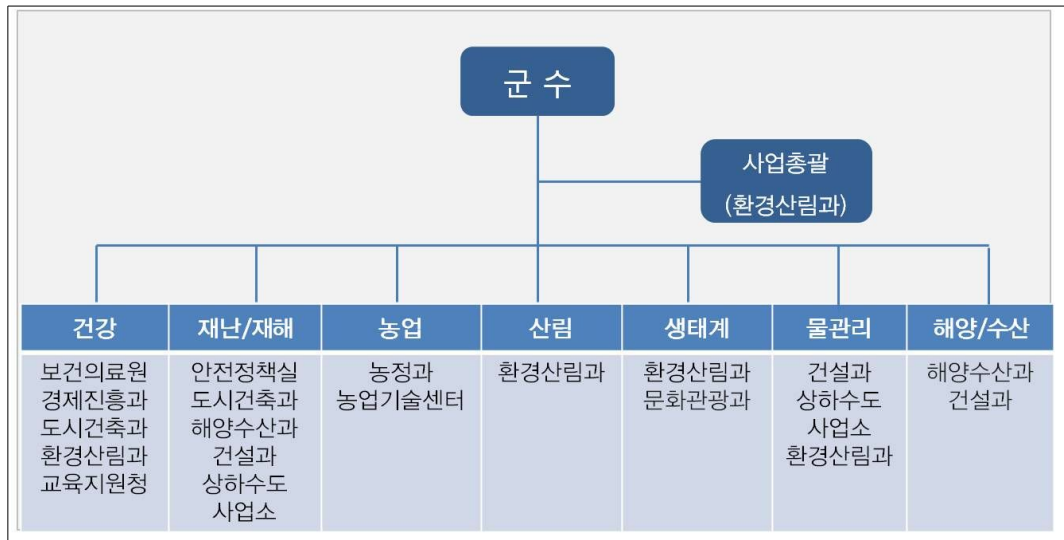 군 수
사업총괄
(환경산림과)
건강
보건의료원
경제진흥과
도시건축과
환경산림과
교육지원청
재난/재해
안전정책실
도시건축과
해양수산과
건설과
상하수도
사업소
농업
농정과
농업기술센터
산림
환경산림과
생태계
환경산림과
문화관광과
물관리
건설과
상하수도
사업소
환경산림과
해양/수산
해양수산과
건설과